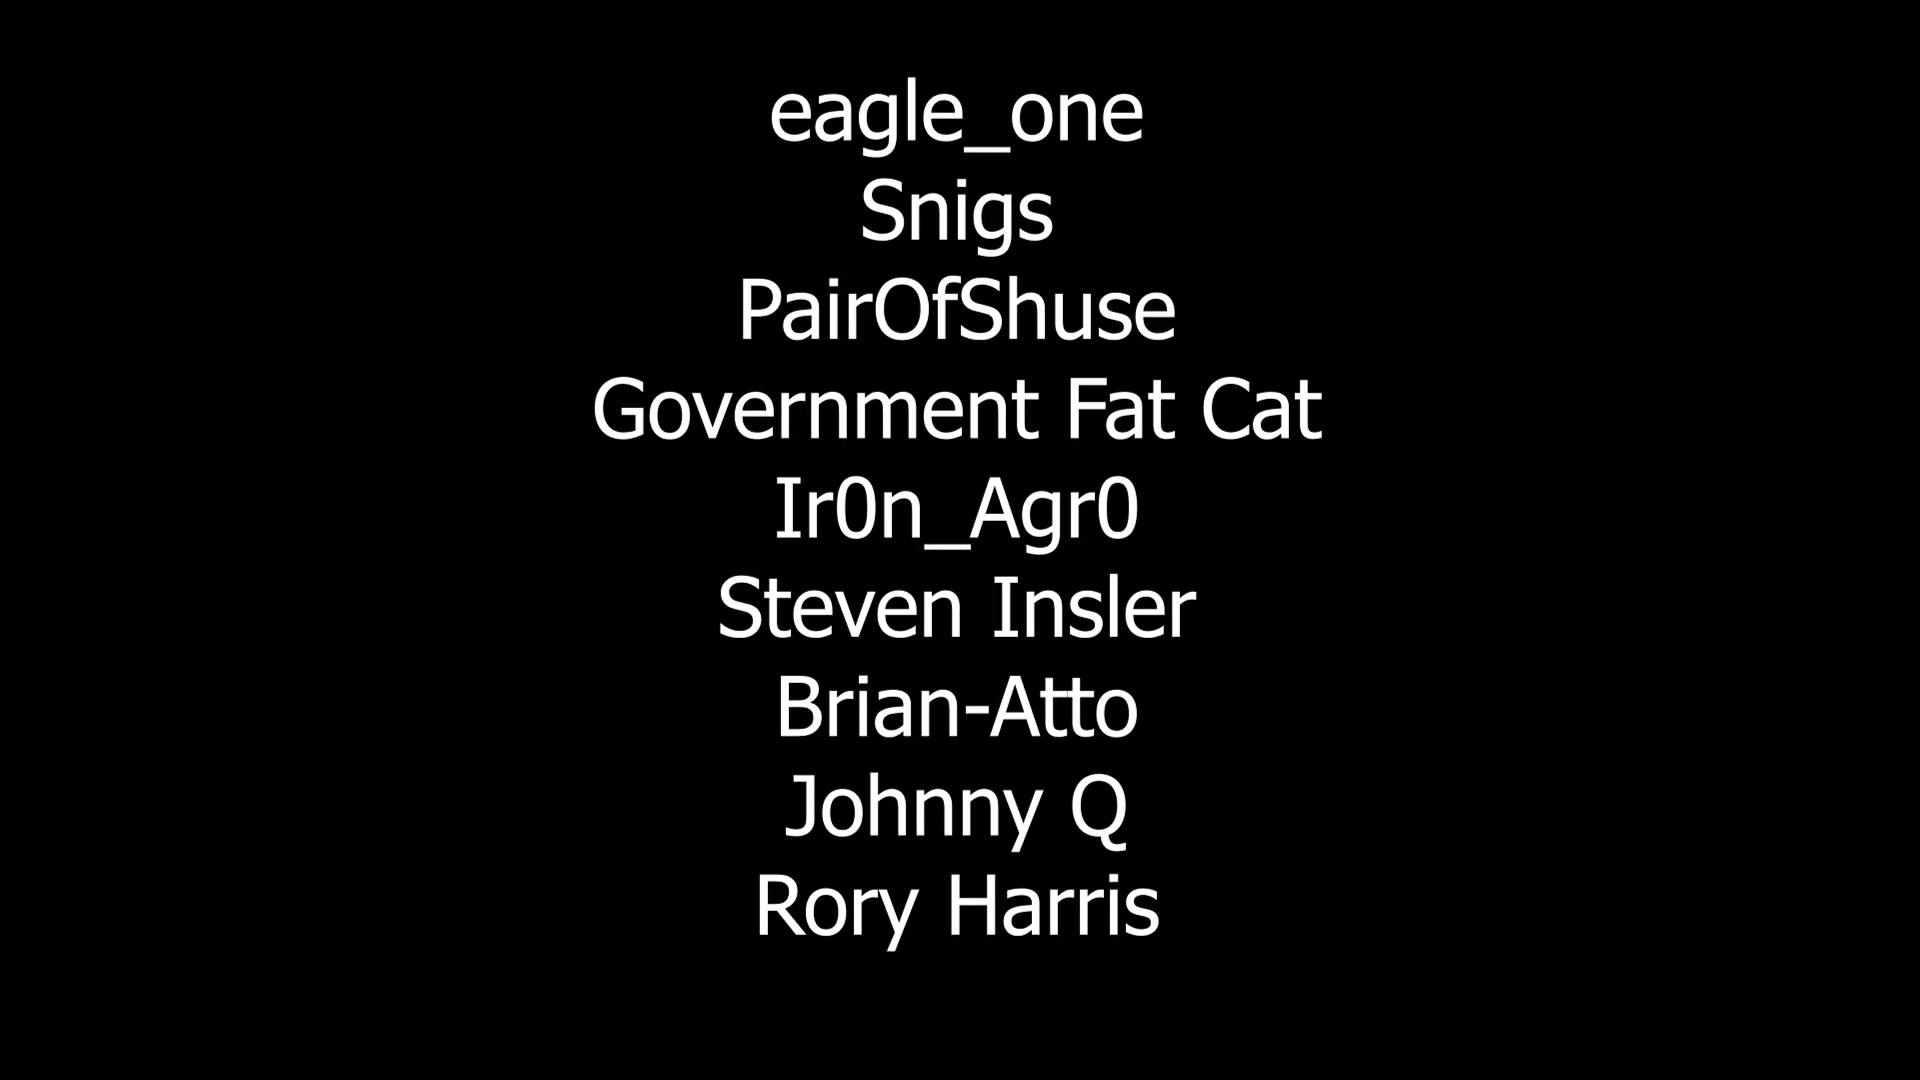 eagle_one
Snigs
PairOfShuse
Government Fat Cat
Ir0n_Agr0
Steven Insler
Brian-Atto
Johnny Q
Rory Harris